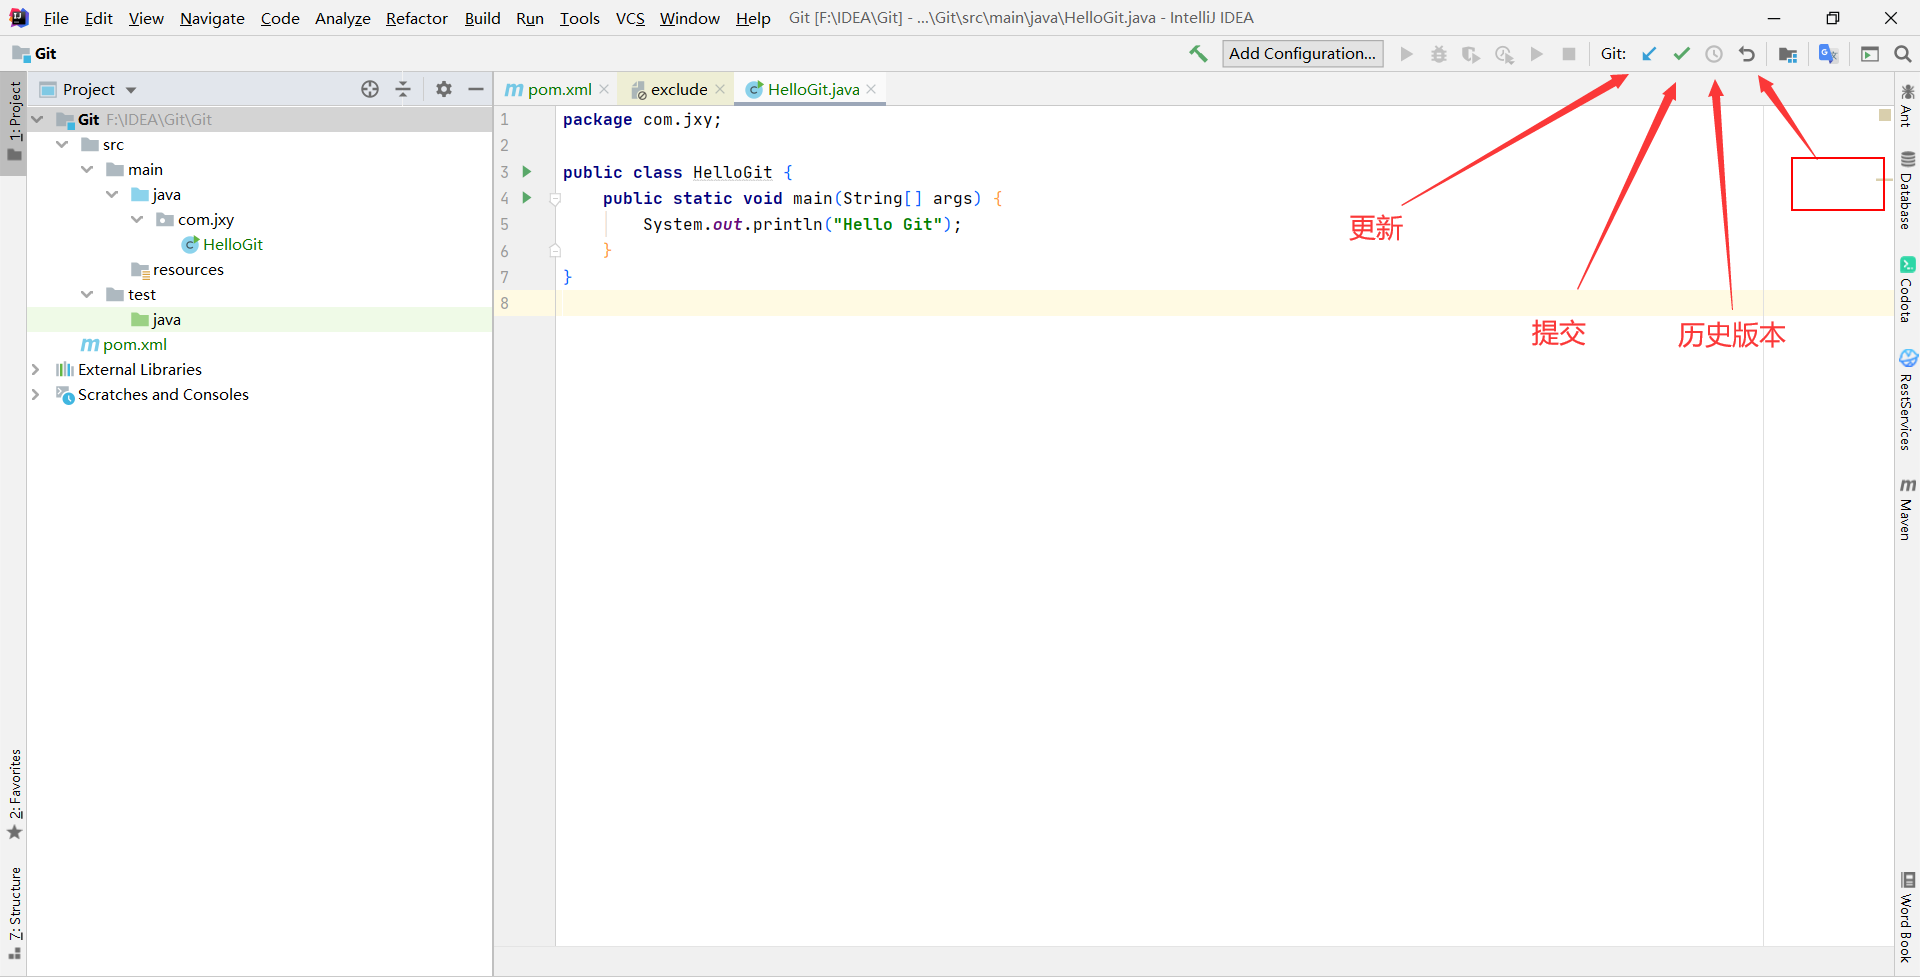 File Edit View Navigate Code Analyze Refactor Build Run Tools VCS Window Help Git [F:\IDEA\Git] - ...\Git\src\main\java\HelloGit.java - IntelliJ IDEA
Git
Add Configuration...
Git:
Project
pom.xml
exclude
HelloGit.java
1: Project
2: Favorites
7: Structure
Git F:\IDEA\Git\Git
src
main
java
com.jxy
HelloGit
resources
test
java
pom.xml
External Libraries
Scratches and Consoles
1 package com.jxy;
2
3 public class HelloGit {
4 public static void main(String[] args) {
5 System.out.println("Hello Git");
6 }
7 }
8
更新
提交
历史版本
Ant
Database
Codota
RestServices
Maven
Word Book